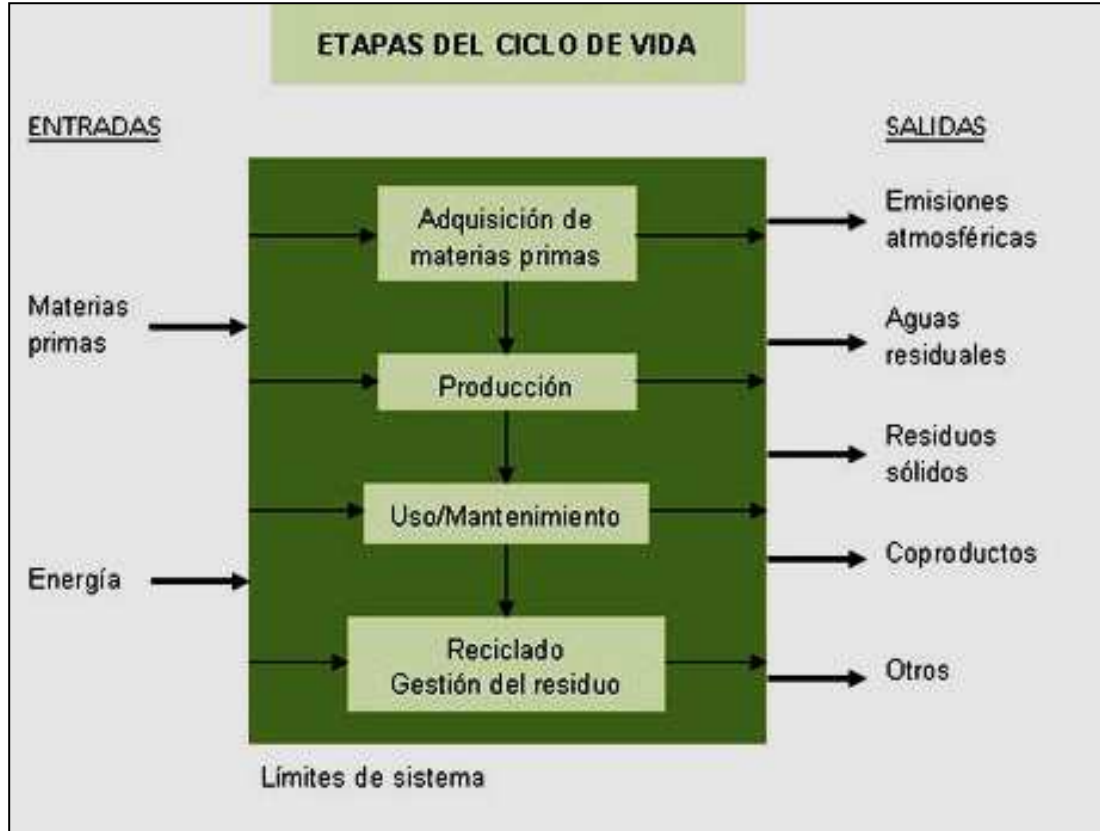 ETAPAS DEL CICLO DE VIDA
ENTRADAS
SALIDAS
Materias
primas
Energía
Adquisición de
materias primas
Producción
Uso/Mantenimiento
Reciclado
Gestión del residuo
Emisiones
atmosféricas
Aguas
residuales
Residuos
sólidos
Coproductos
Otros
Límites de sistema